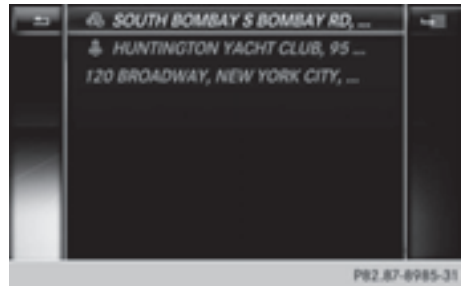 SOUTH BOMBAY S BOMBAY RD, ...
HUNTINGTON YACHT CLUB, 95 ...
120 BROADWAY, NEW YORK CITY, ...
P82.87-8985-31